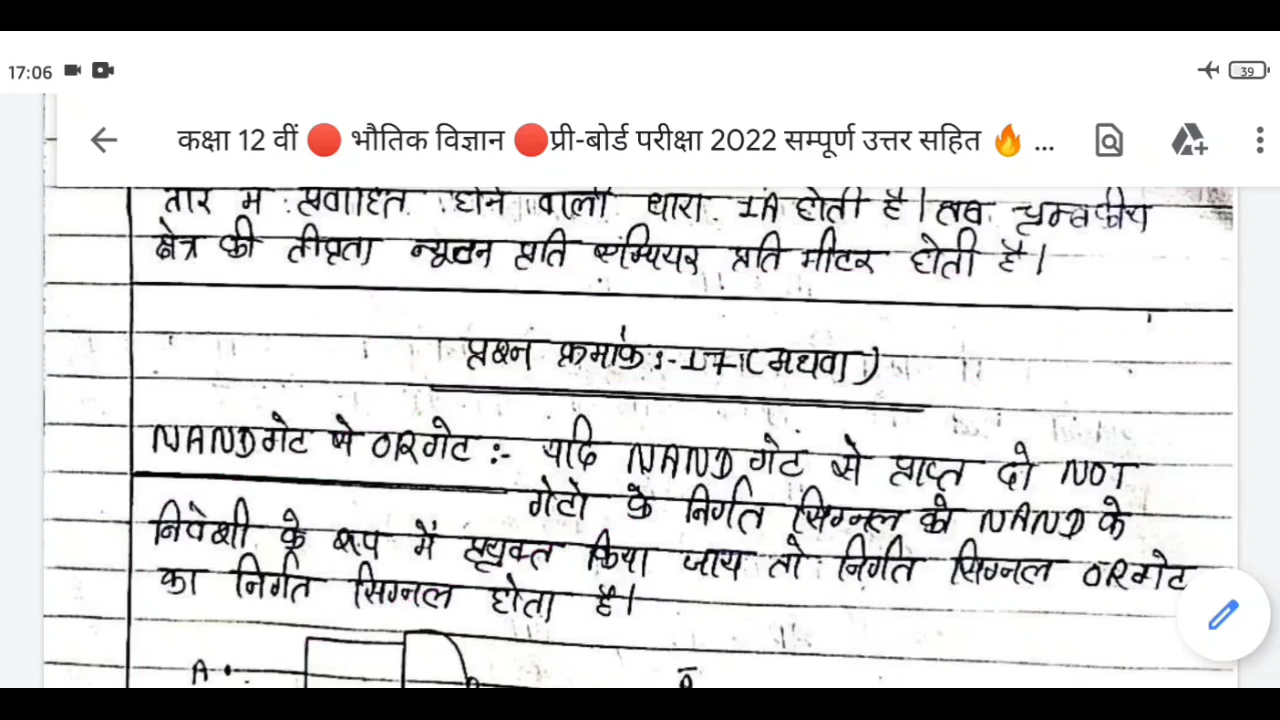 17:06
39
कक्षा 12 वीं 🔴 भौतिक विज्ञान 🔴प्री-बोर्ड परीक्षा 2022 सम्पूर्ण उत्तर सहित 🔥 ...
तार में प्रवाहित होने वाली धारा 1A होती है। तब चुम्बकीय
क्षेत्र की तीव्रता न्यूटन प्रति एम्पियर प्रति मीटर होती है।
प्रश्न क्रमांक :- 17 (अथवा)
NAND गेट से OR गेट :- यदि NAND गेट से प्राप्त दो NOT
गेटो के निर्गत सिग्नल को NAND के
निवेशी के रूप में प्रयुक्त किया जाय तो निर्गत सिग्नल OR गेट
का निर्गत सिग्नल होता है।
A